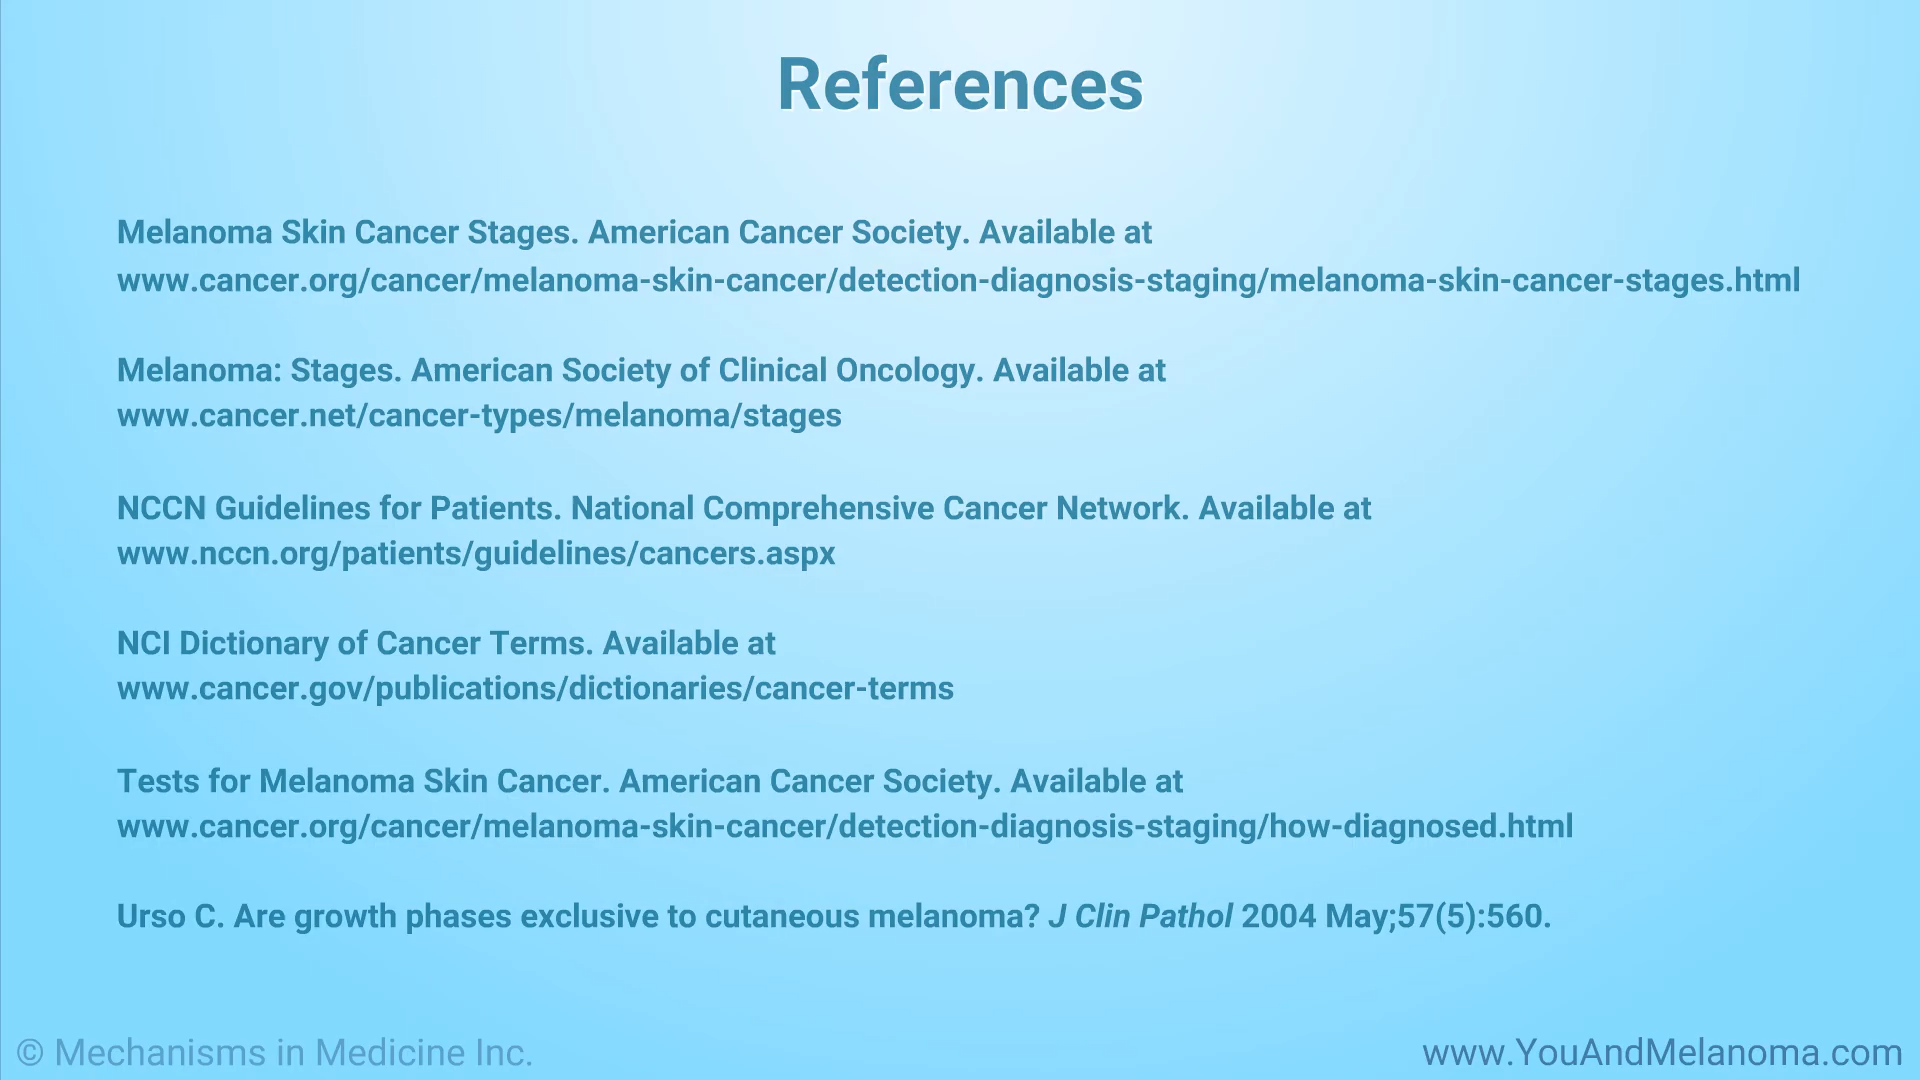 References
Melanoma Skin Cancer Stages. American Cancer Society. Available at
www.cancer.org/cancer/melanoma-skin-cancer/detection-diagnosis-staging/melanoma-skin-cancer-stages.html
Melanoma: Stages. American Society of Clinical Oncology. Available at
www.cancer.net/cancer-types/melanoma/stages
NCCN Guidelines for Patients. National Comprehensive Cancer Network. Available at
www.nccn.org/patients/guidelines/cancers.aspx
NCI Dictionary of Cancer Terms. Available at
www.cancer.gov/publications/dictionaries/cancer-terms
Tests for Melanoma Skin Cancer. American Cancer Society. Available at
www.cancer.org/cancer/melanoma-skin-cancer/detection-diagnosis-staging/how-diagnosed.html
Urso C. Are growth phases exclusive to cutaneous melanoma? J Clin Pathol 2004 May;57(5):560.
© Mechanisms in Medicine Inc.
www.YouAndMelanoma.com